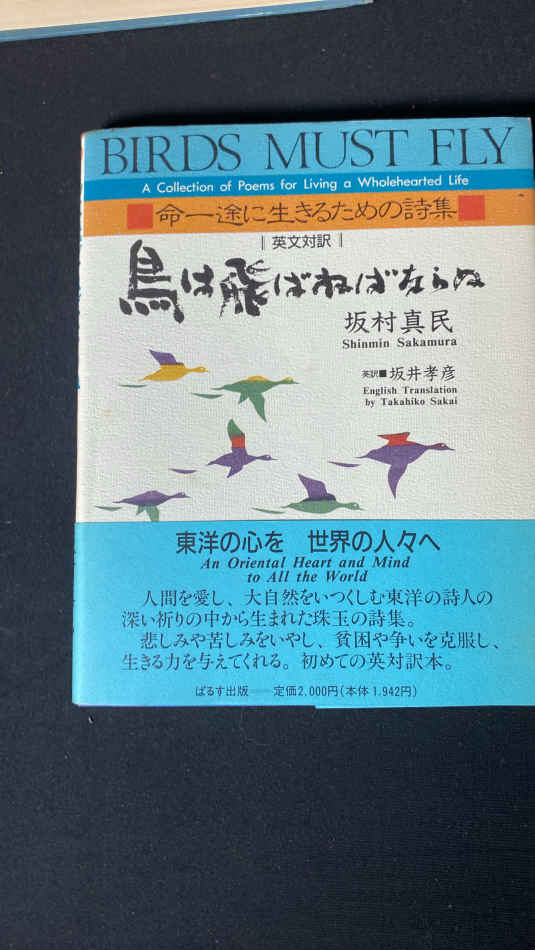 BIRDS MUST FLY
A Collection of Poems for Living a Wholehearted Life
■命一途に生きるための詩集■
‖英文対訳‖
鳥は飛ばねばならぬ
坂村真民
Shinmin Sakamura
英訳■坂井孝彦
English Translation
by Takahiko Sakai
東洋の心を 世界の人々へ
An Oriental Heart and Mind
to All the World
人間を愛し、大自然をいつくしむ東洋の詩人の
深い祈りの中から生まれた珠玉の詩集。
悲しみや苦しみをいやし、貧困や争いを克服し、
生きる力を与えてくれる。初めての英対訳本。
ぱるす出版——定価2,000円(本体1,942円)